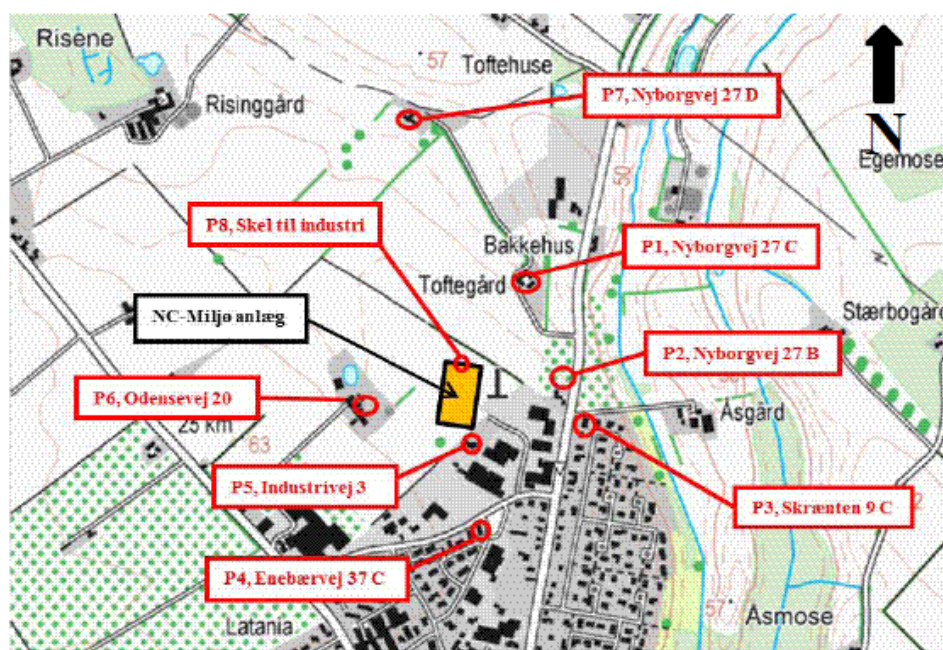 Risene
57
Toftehuse
P7, Nyborgvej 27 D
Risinggård
N
Egemose
50
P8, Skel til industri
Bakkehus
P1, Nyborgvej 27 C
Toftegård
NC-Miljø anlæg
Stærbogård
P2, Nyborgvej 27 B
P6, Odensevej 20
25 km
63
Åsgård
P5, Industrivej 3
P3, Skrænten 9 C
P4, Enebærvej 37 C
57
Asmose
Latania